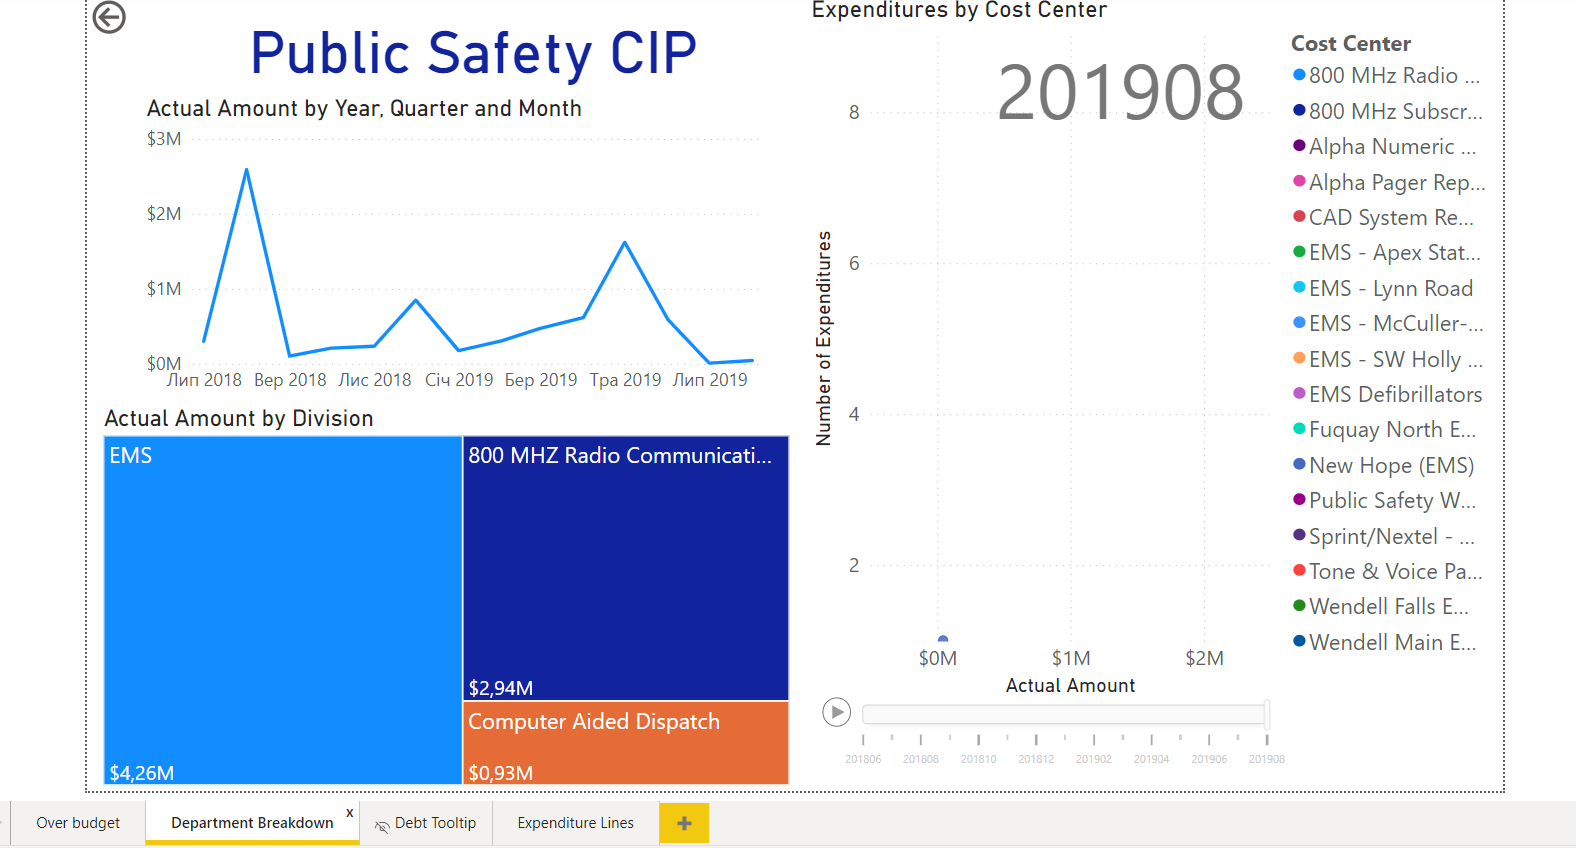 Public Safety CIP
Actual Amount by Year, Quarter and Month
$3M
$2M
$1M
$0M
Лип 2018 Вер 2018 Лис 2018 Січ 2019 Бер 2019 Тра 2019 Лип 2019
Actual Amount by Division
EMS
$4,26M
800 MHZ Radio Communicati...
$2,94M
Computer Aided Dispatch
$0,93M
Expenditures by Cost Center
201908
Number of Expenditures
8
6
4
2
$0M $1M $2M
Actual Amount
201806 201808 201810 201812 201902 201904 201906 201908
Cost Center
800 MHz Radio ...
800 MHz Subscr...
Alpha Numeric ...
Alpha Pager Rep...
CAD System Re...
EMS - Apex Stat...
EMS - Lynn Road
EMS - McCuller-...
EMS - SW Holly ...
EMS Defibrillators
Fuquay North E...
New Hope (EMS)
Public Safety W...
Sprint/Nextel - ...
Tone & Voice Pa...
Wendell Falls E...
Wendell Main E...
Over budget
Department Breakdown x
Debt Tooltip
Expenditure Lines
+